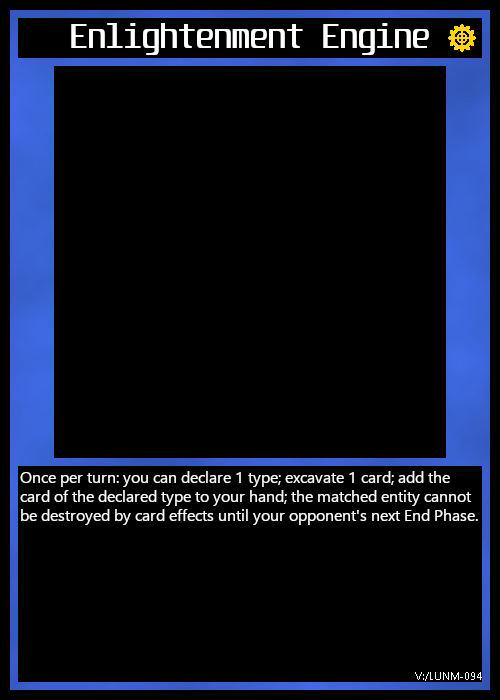 Enlightenment Engine
Once per turn: you can declare 1 type; excavate 1 card; add the
card of the declared type to your hand; the matched entity cannot
be destroyed by card effects until your opponent's next End Phase.
V:/LUNM-094